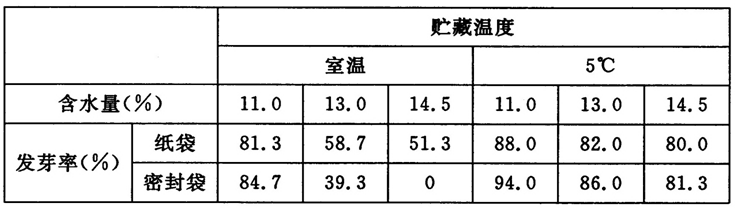 贮藏温度
室温 5℃
含水量(%) 11.0 13.0 14.5 11.0 13.0 14.5
发芽率(%) 纸袋 81.3 58.7 51.3 88.0 82.0 80.0
密封袋 84.7 39.3 0 94.0 86.0 81.3